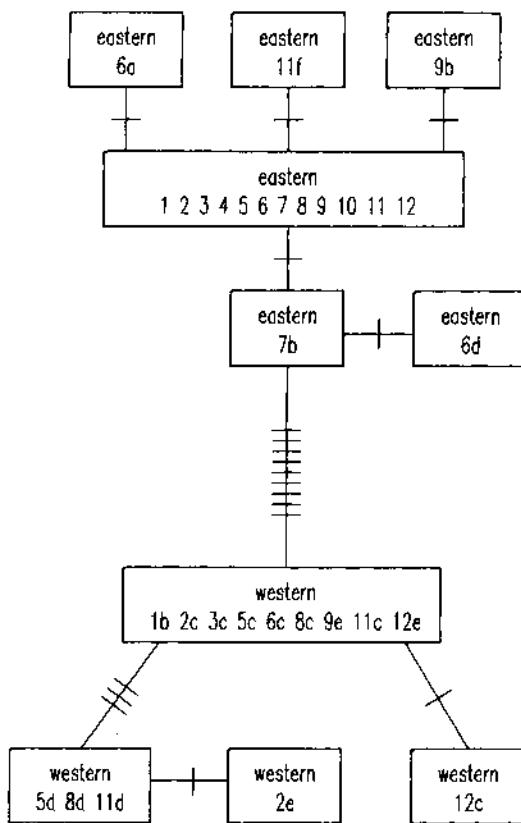 eastern
6a
eastern
11f
eastern
9b
eastern
1 2 3 4 5 6 7 8 9 10 11 12
eastern
7b
eastern
6d
western
1b 2c 3c 5c 6c 8c 9e 11c 12e
western
5d 8d 11d
western
2e
western
12c